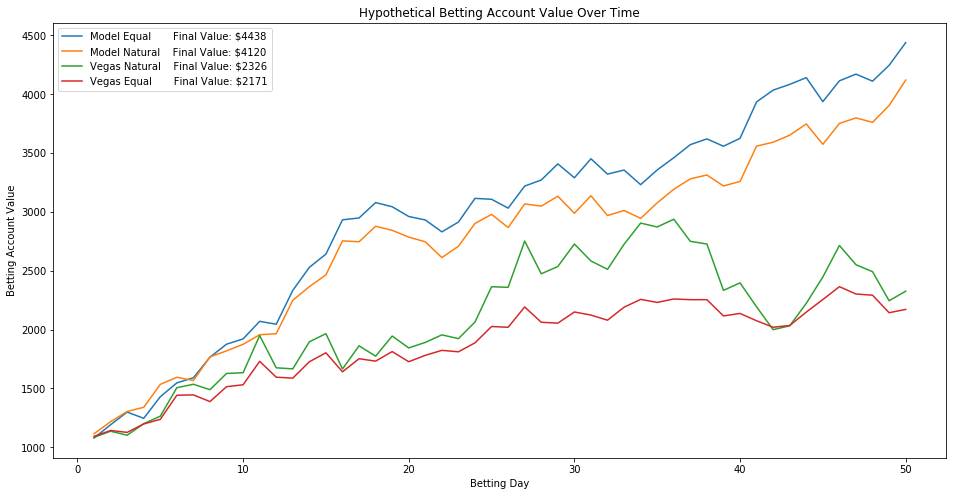 Hypothetical Betting Account Value Over Time
Model Equal Final Value: $4438
Model Natural Final Value: $4120
Vegas Natural Final Value: $2326
Vegas Equal Final Value: $2171
Betting Account Value
4500
4000
3500
3000
2500
2000
1500
1000
0 10 20 30 40 50
Betting Day